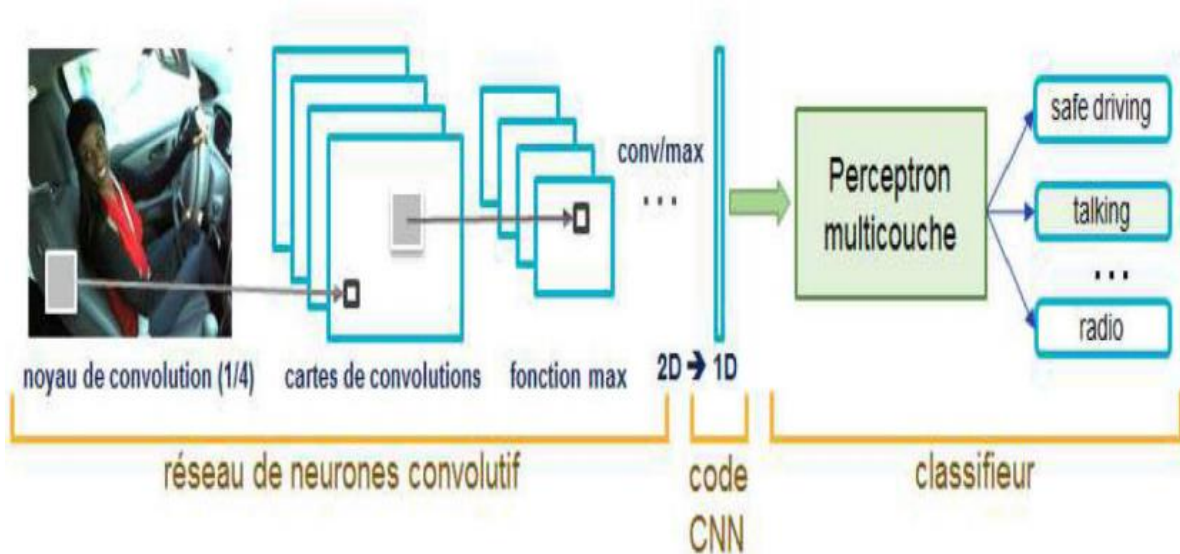 conv/max
...
Perceptron
multicouche
safe driving
talking
...
radio
noyau de convolution (1/4)
cartes de convolutions
fonction max
2D ➔ 1D
réseau de neurones convolutif
code
CNN
classifieur